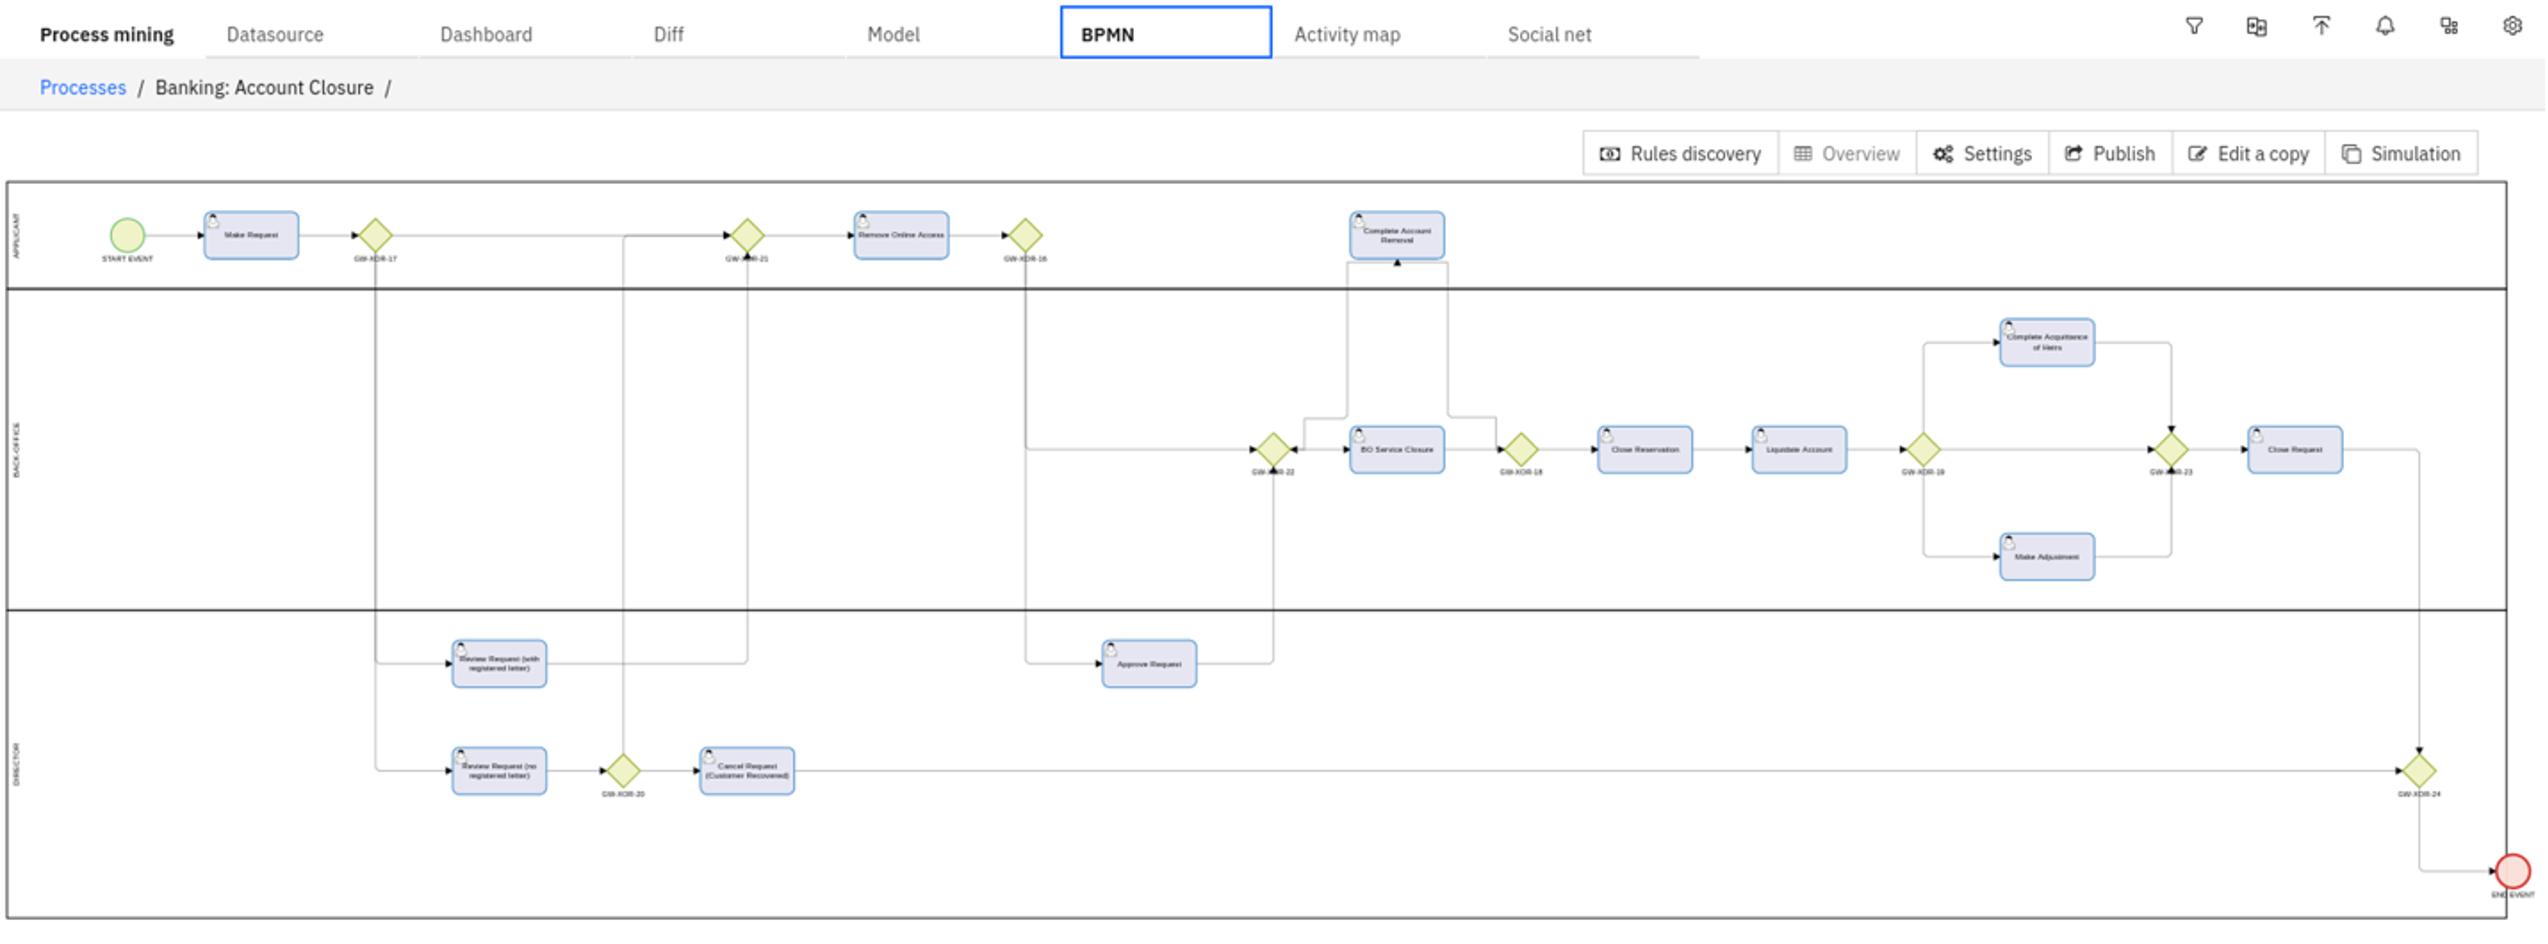 Process mining
Datasource
Dashboard
Diff
Model
BPMN
Activity map
Social net
Processes / Banking: Account Closure /
Rules discovery
Overview
Settings
Publish
Edit a copy
Simulation
APPLICANT
START EVENT
Make Request
GW-XOR-17
GW-XOR-21
Remove Online Access
GW-XOR-16
Complete Account
Removal
BACK-OFFICE
Complete Acquittance
of Heirs
GW-XOR-22
BO Service Closure
GW-XOR-18
Close Reservation
Liquidate Account
GW-XOR-19
GW-XOR-23
Close Request
Make Adjustment
DIRECTOR
Review Request (with
registered letter)
Approve Request
Review Request (no
registered letter)
GW-XOR-20
Cancel Request
(Customer Recovered)
GW-XOR-24
END EVENT